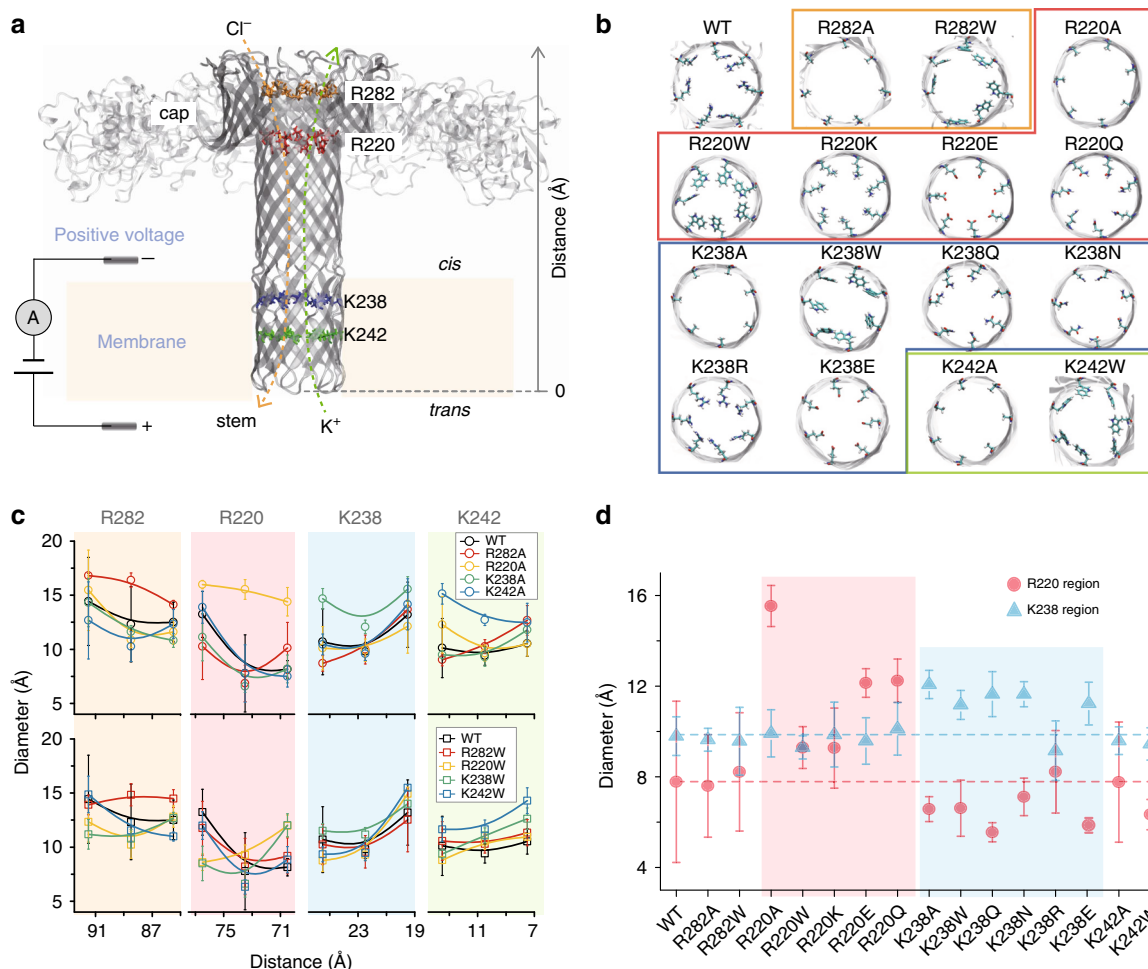 a
Cl⁻
R282
cap
R220
Distance (Å)
Positive voltage
−
cis
K238
A
Membrane
K242
0
trans
+
stem
K⁺
b
WT
R282A
R282W
R220A
R220W
R220K
R220E
R220Q
K238A
K238W
K238Q
K238N
K238R
K238E
K242A
K242W
c
R282 R220 K238 K242
20
15
10
5
Diameter (Å)
WT
R282A
R220A
K238A
K242A
20
15
10
5
Diameter (Å)
WT
R282W
R220W
K238W
K242W
91 87 75 71 23 19 11 7
Distance (Å)
d
R220 region
K238 region
16
12
8
4
Diameter (Å)
WT
R282A
R282W
R220A
R220W
R220K
R220E
R220Q
K238A
K238W
K238Q
K238N
K238R
K238E
K242A
K242W